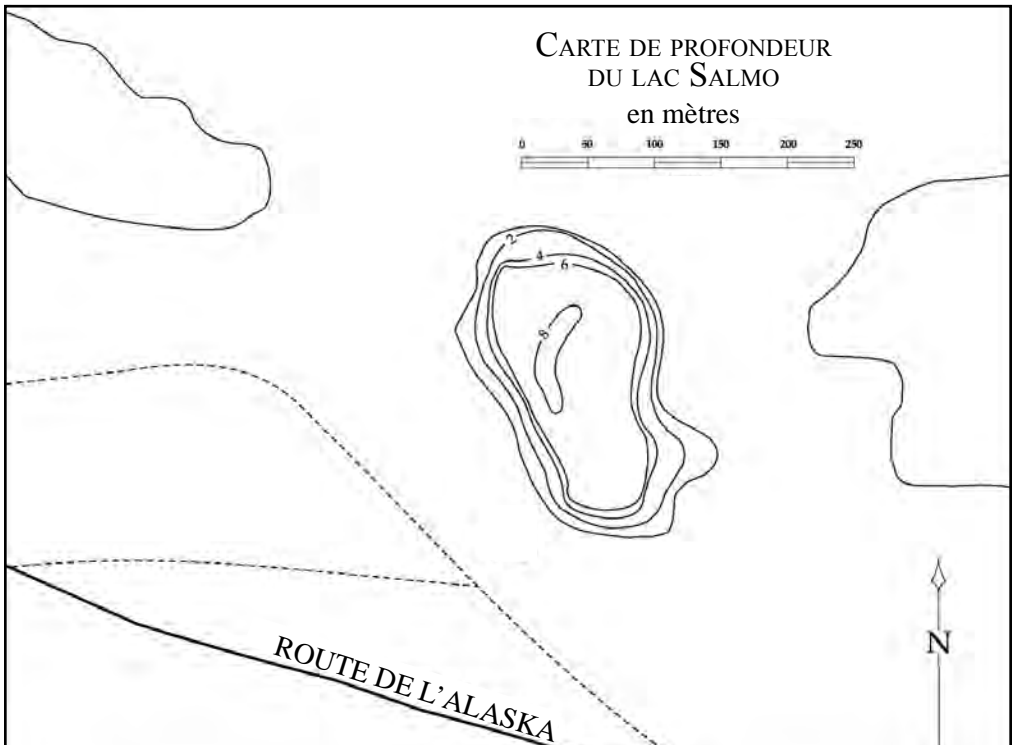 CARTE DE PROFONDEUR
DU LAC SALMO
en mètres
0 50 100 150 200 250
2
4
6
8
N
ROUTE DE L'ALASKA